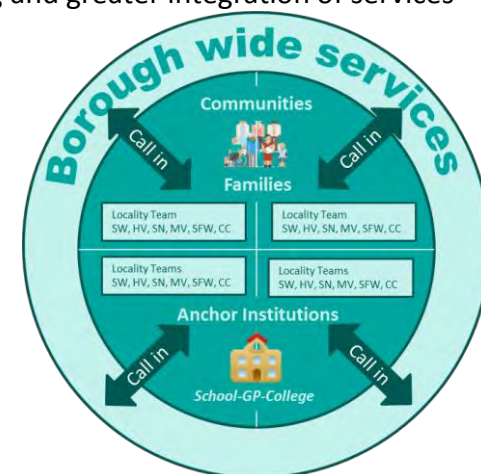 and greater integration of services
Borough wide services
Communities
Call in
Call in
Families
Locality Team
SW, HV, SN, MV, SFW, CC
Locality Team
SW, HV, SN, MV, SFW, CC
Locality Teams
SW, HV, SN, MV, SFW, CC
Locality Teams
SW, HV, SN, MV, SFW, CC
Anchor Institutions
Call in
Call in
School-GP-College